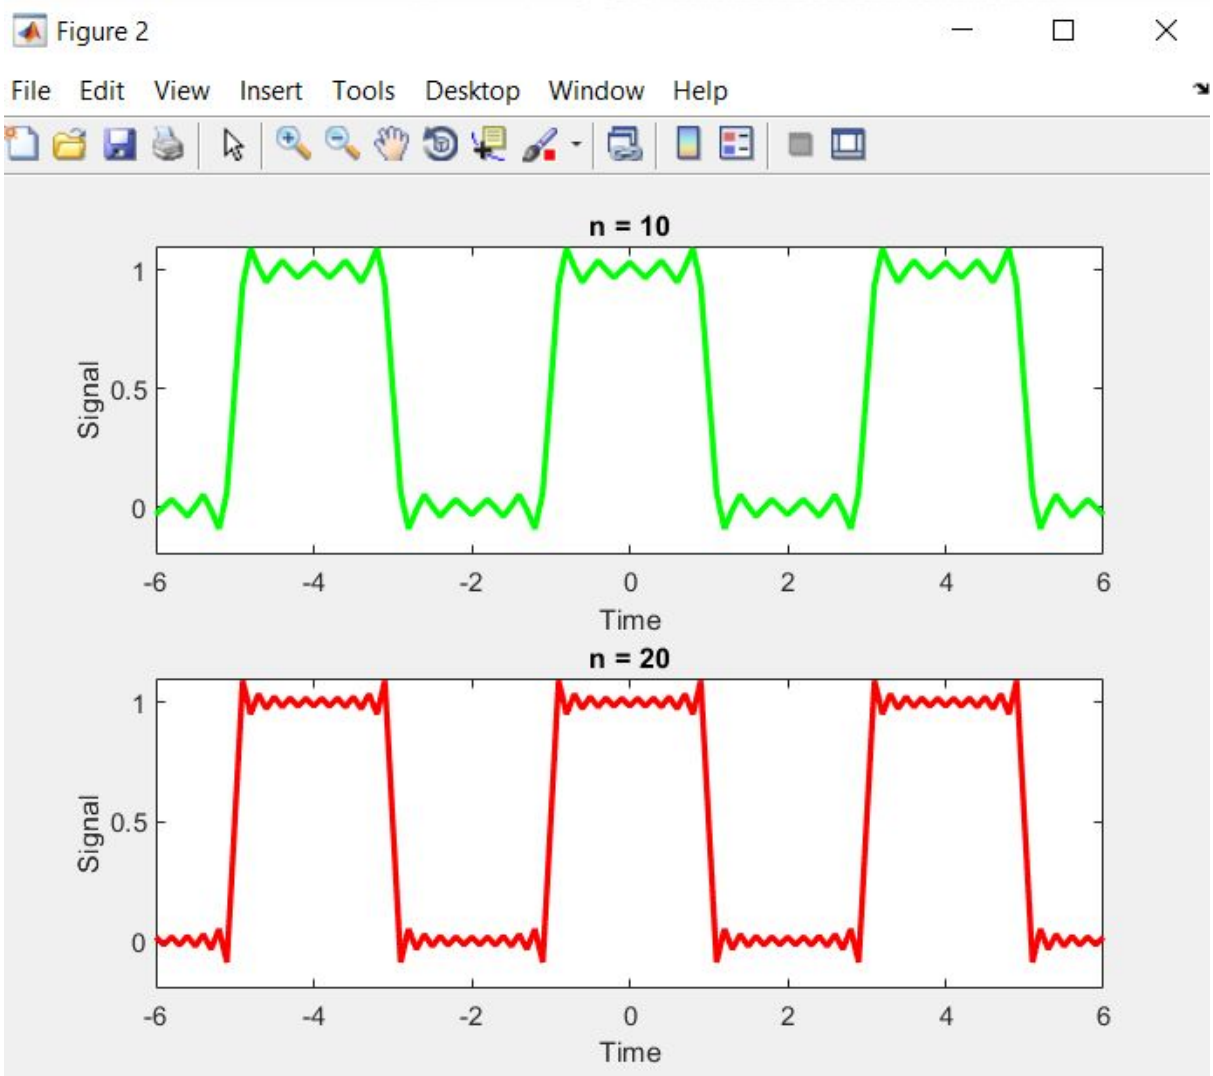 Figure 2
File Edit View Insert Tools Desktop Window Help
n = 10
1
0.5
0
Signal
-6 -4 -2 0 2 4 6
Time
n = 20
1
0.5
0
Signal
-6 -4 -2 0 2 4 6
Time